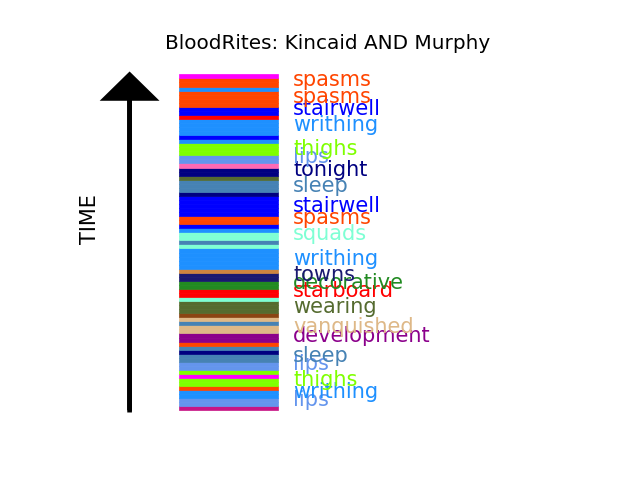 BloodRites: Kincaid AND Murphy
spasms
spasms
stairwell
writhing
thighs
lips
tonight
sleep
stairwell
spasms
squads
writhing
towns
decorative
starboard
wearing
vanquished
development
sleep
lips
thighs
writhing
lips
TIME